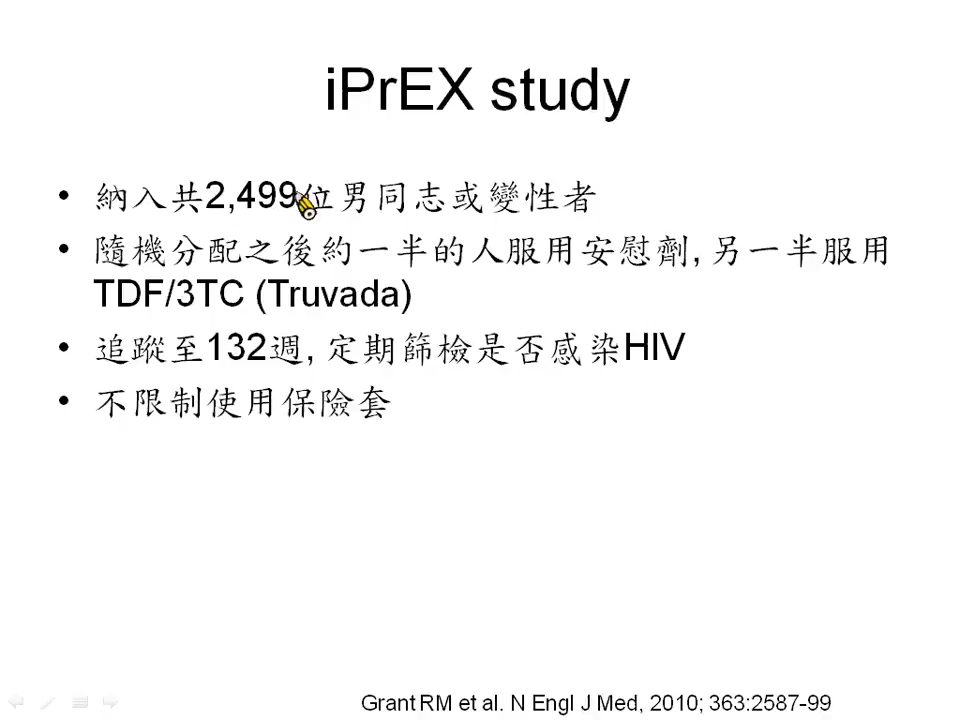 iPrEX study
• 納入共2,499位男同志或變性者
• 隨機分配之後約一半的人服用安慰劑, 另一半服用
TDF/3TC (Truvada)
• 追蹤至132週, 定期篩檢是否感染HIV
• 不限制使用保險套
Grant RM et al. N Engl J Med, 2010; 363:2587-99